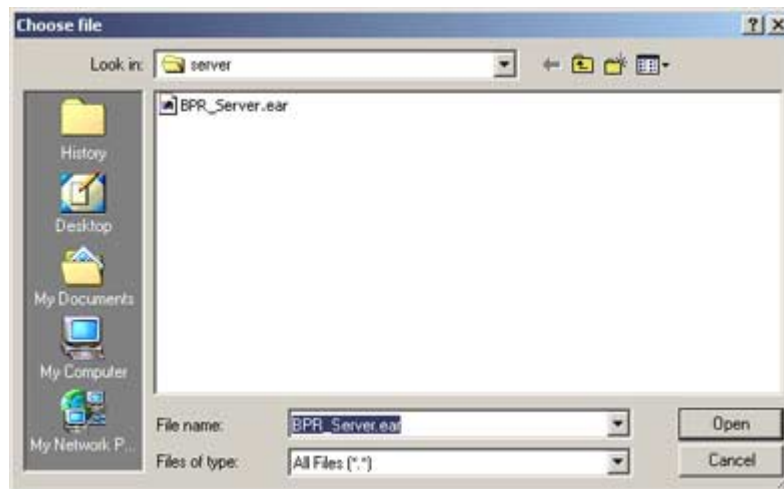 Choose file
Look in:
server
BPR_Server.ear
History
Desktop
My Documents
My Computer
My Network P...
File name:
BPR_Server.ear
Open
Files of type:
All Files (*.*)
Cancel